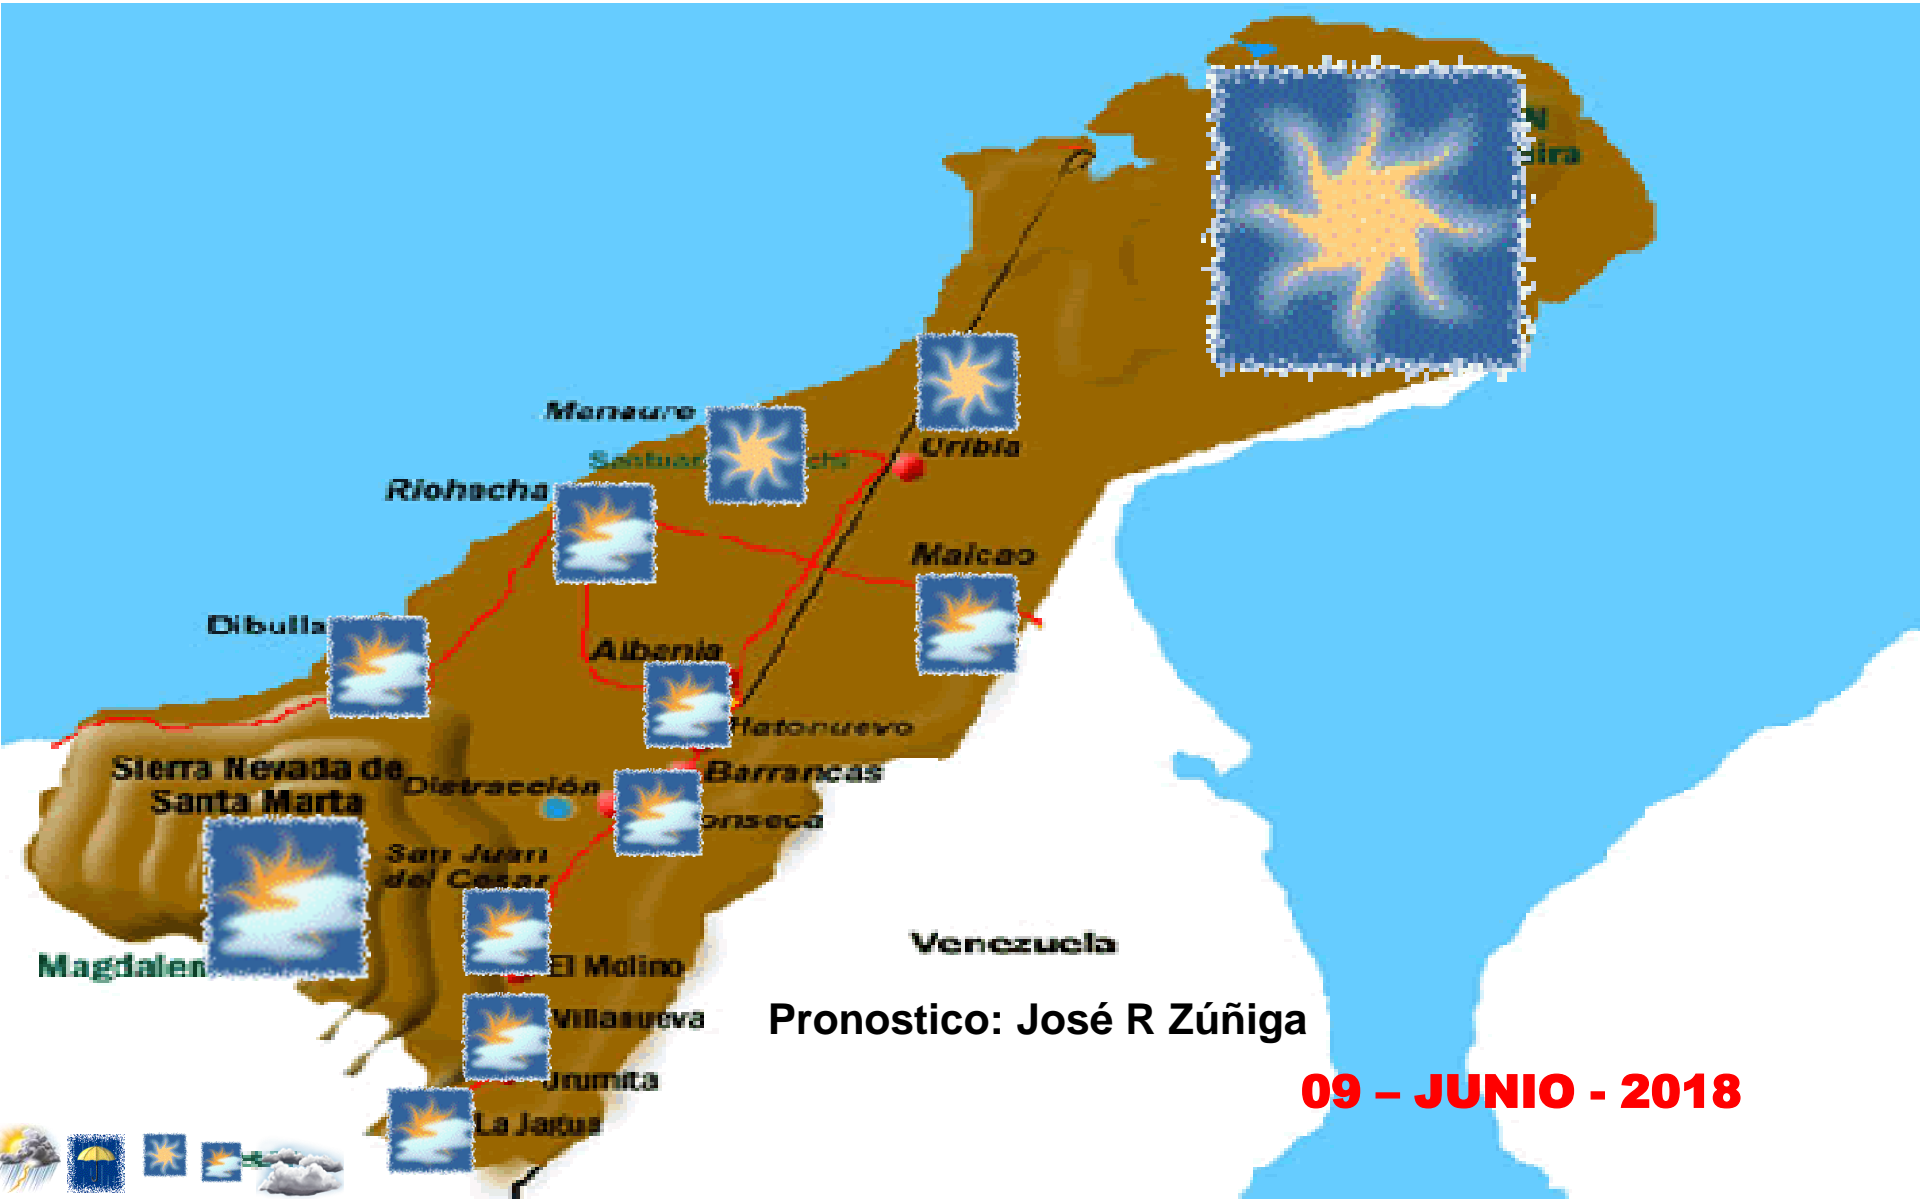 Manaure
Uribia
Riohacha
Maicao
Dibulla
Albania
Hatonuevo
Sierra Nevada de
Santa Marta
Distracción
Barrancas
San Juan
del Cesar
Venezuela
El Molino
Pronostico: José R Zúñiga
Villanueva
09 – JUNIO - 2018
La Jagua